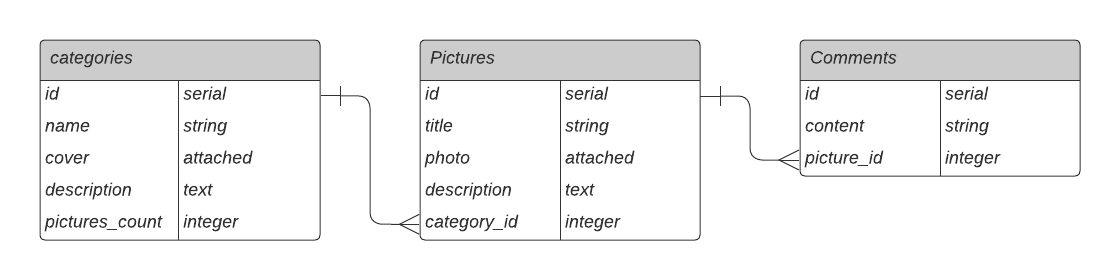 categories
id serial
name string
cover attached
description text
pictures_count integer
Pictures
id serial
title string
photo attached
description text
category_id integer
Comments
id serial
content string
picture_id integer